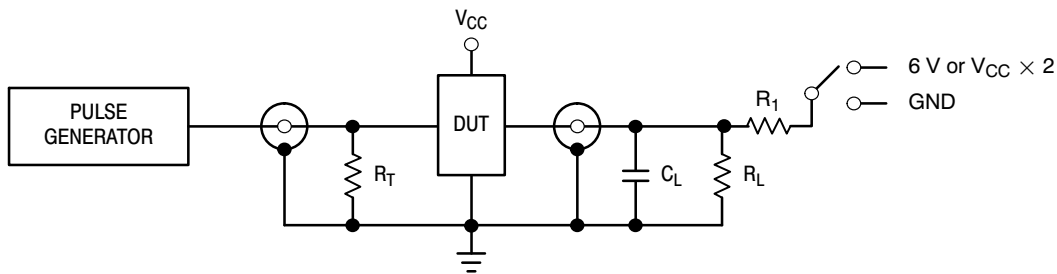 V_CC
6 V or V_CC × 2
GND
PULSE
GENERATOR
DUT
R_1
R_T
C_L
R_L